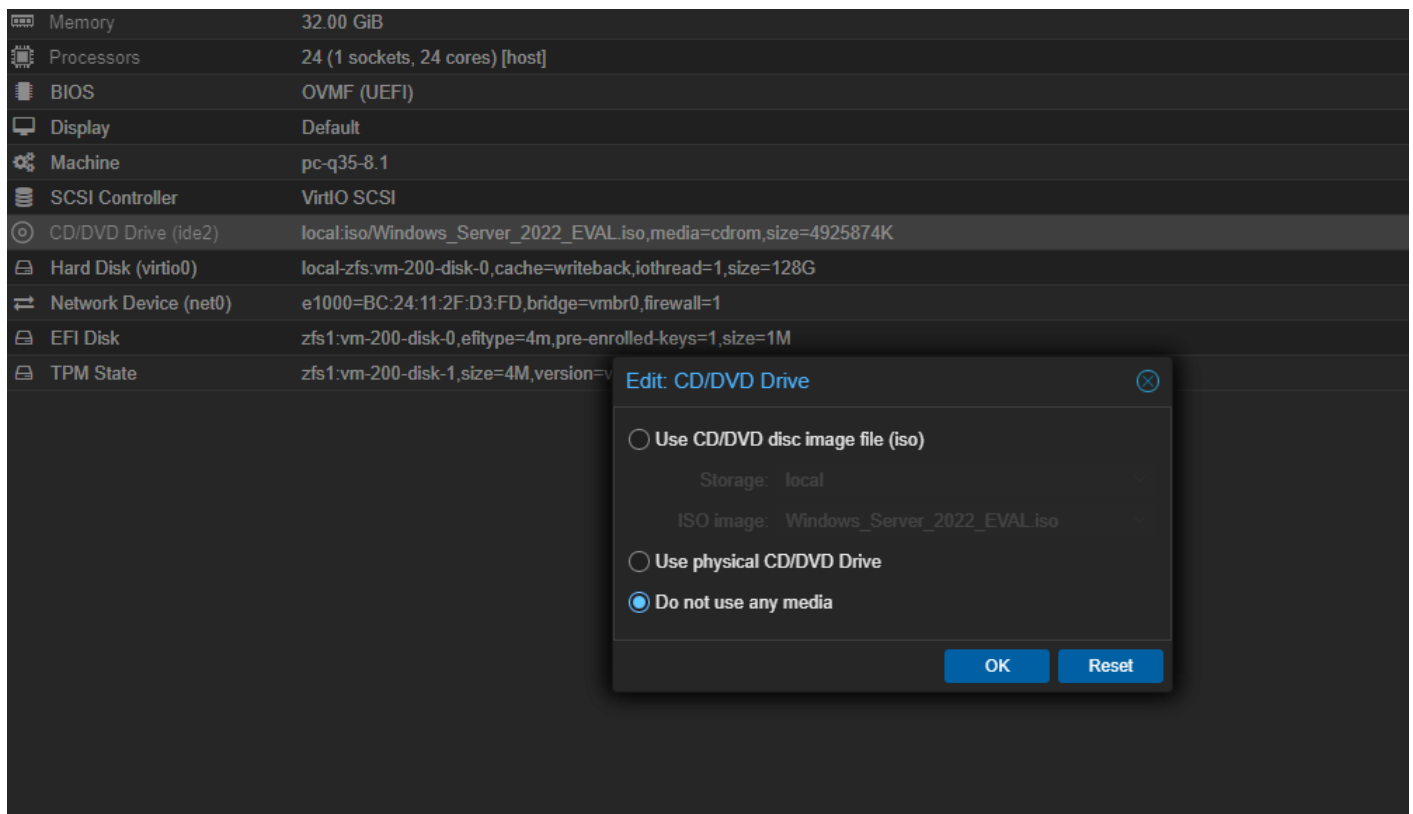 Memory 32.00 GiB
Processors 24 (1 sockets, 24 cores) [host]
BIOS OVMF (UEFI)
Display Default
Machine pc-q35-8.1
SCSI Controller VirtIO SCSI
CD/DVD Drive (ide2) local:iso/Windows_Server_2022_EVAL.iso,media=cdrom,size=4925874K
Hard Disk (virtio0) local-zfs:vm-200-disk-0,cache=writeback,iothread=1,size=128G
Network Device (net0) e1000=BC:24:11:2F:D3:FD,bridge=vmbr0,firewall=1
EFI Disk zfs1:vm-200-disk-0,efitype=4m,pre-enrolled-keys=1,size=1M
TPM State zfs1:vm-200-disk-1,size=4M,version=v
Edit: CD/DVD Drive
Use CD/DVD disc image file (iso)
Storage: local
ISO image: Windows_Server_2022_EVAL.iso
Use physical CD/DVD Drive
Do not use any media
OK Reset